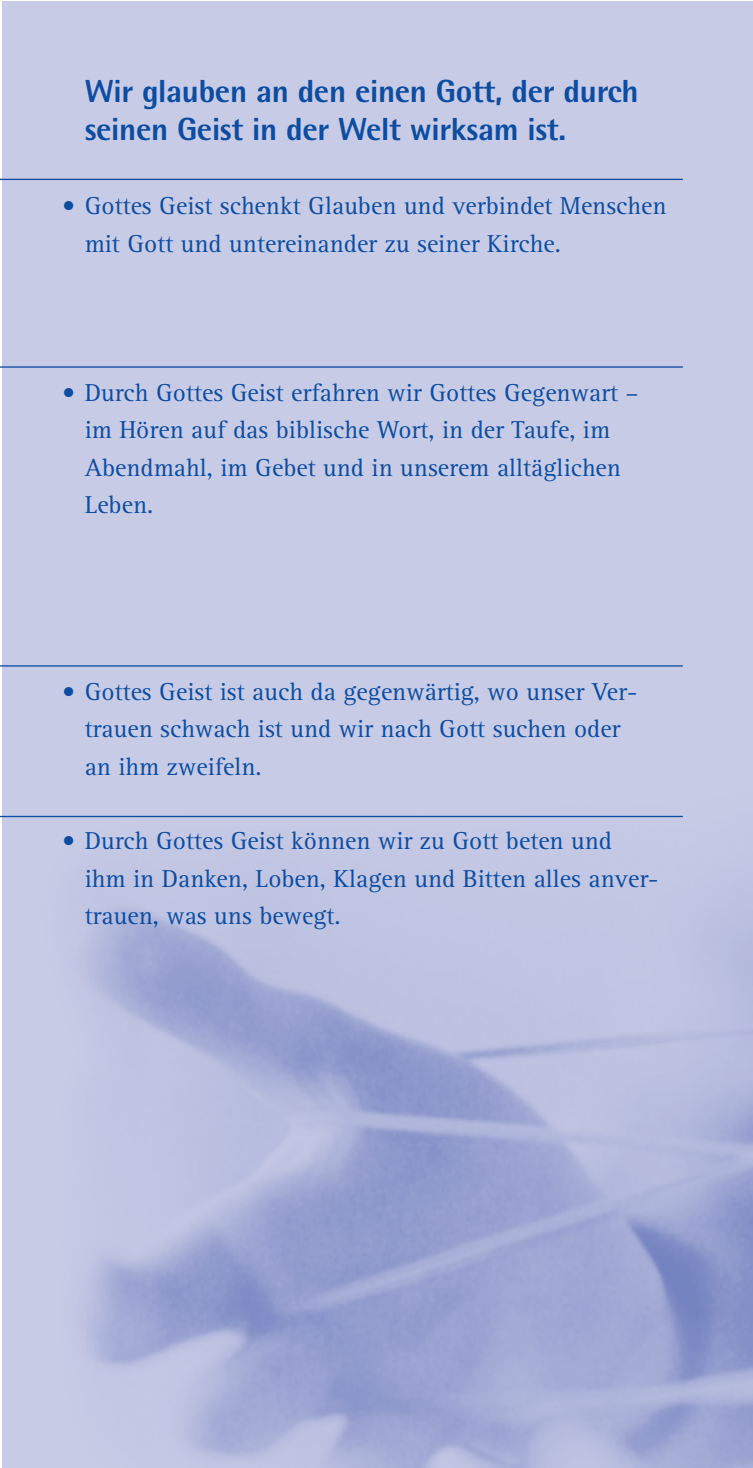 Wir glauben an den einen Gott, der durch
seinen Geist in der Welt wirksam ist.
• Gottes Geist schenkt Glauben und verbindet Menschen
mit Gott und untereinander zu seiner Kirche.
• Durch Gottes Geist erfahren wir Gottes Gegenwart –
im Hören auf das biblische Wort, in der Taufe, im
Abendmahl, im Gebet und in unserem alltäglichen
Leben.
• Gottes Geist ist auch da gegenwärtig, wo unser Ver-
trauen schwach ist und wir nach Gott suchen oder
an ihm zweifeln.
• Durch Gottes Geist können wir zu Gott beten und
ihm in Danken, Loben, Klagen und Bitten alles anver-
trauen, was uns bewegt.